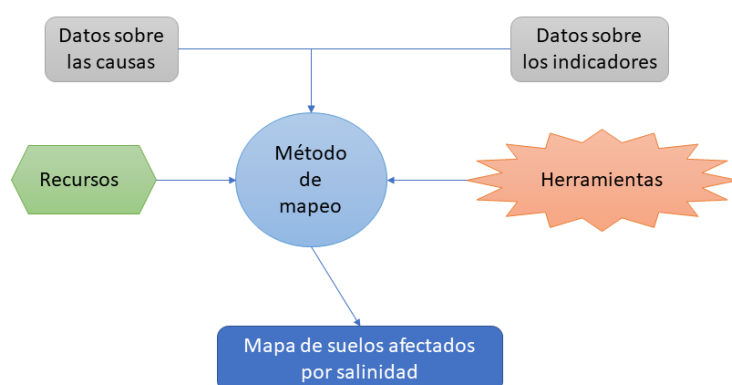 Datos sobre
las causas
Datos sobre
los indicadores
Recursos
Método
de
mapeo
Herramientas
Mapa de suelos afectados
por salinidad